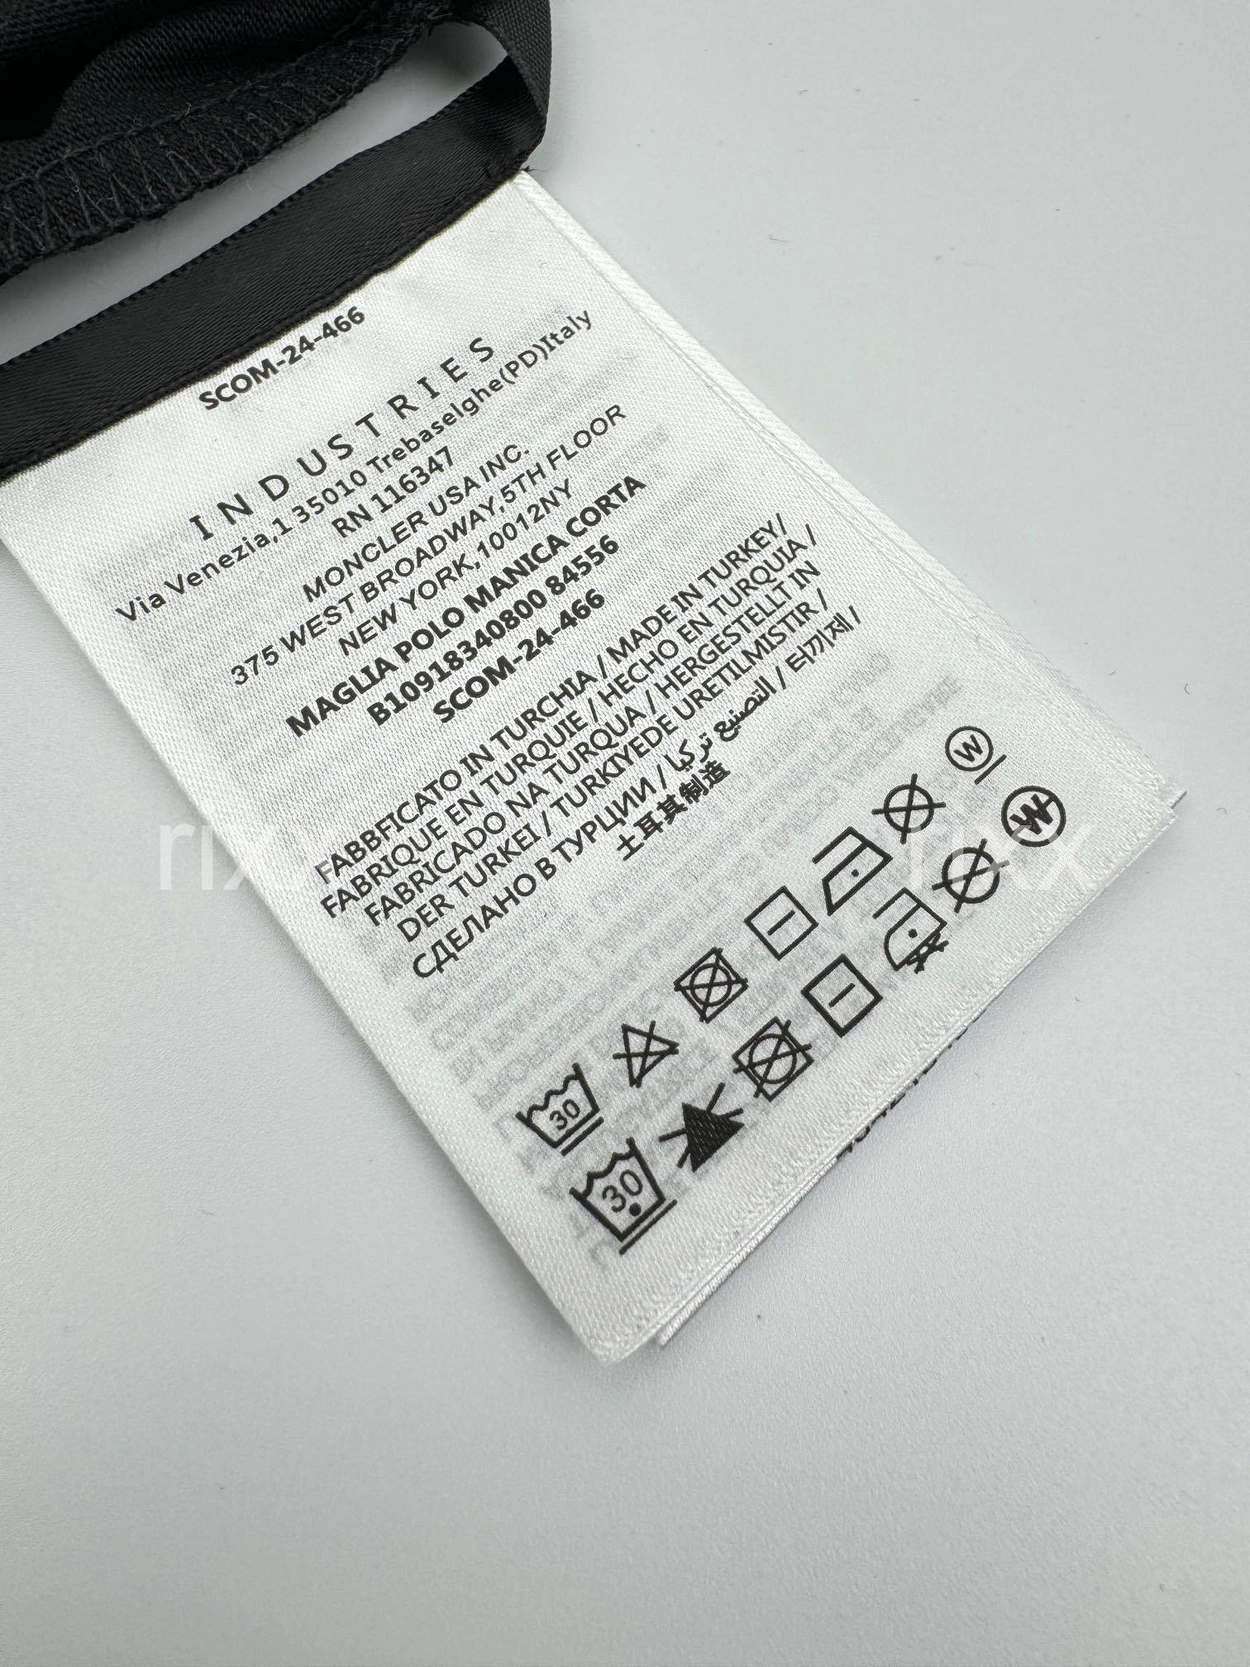 SCOM-24-466
INDUSTRIES
Via Venezia,1 35010 Trebaselghe(PD)Italy
RN 116347
MONCLER USA INC.
375 WEST BROADWAY,5TH FLOOR
NEW YORK,10012NY
MAGLIA POLO MANICA CORTA
B10918340800 84556
SCOM-24-466
FABBFICATO IN TURCHIA / MADE IN TURKEY/
FABRIQUE EN TURQUIE / HECHO EN TURQUIA /
FABRICADO NA TURQUA / HERGESTELLT IN
DER TURKEI / TURKIYEDE URETILMISTIR /
СДЕЛАНО В ТУРЦИИ / التصنيع تركيا / 터끼제 /
土耳其制造
W
30
W
30